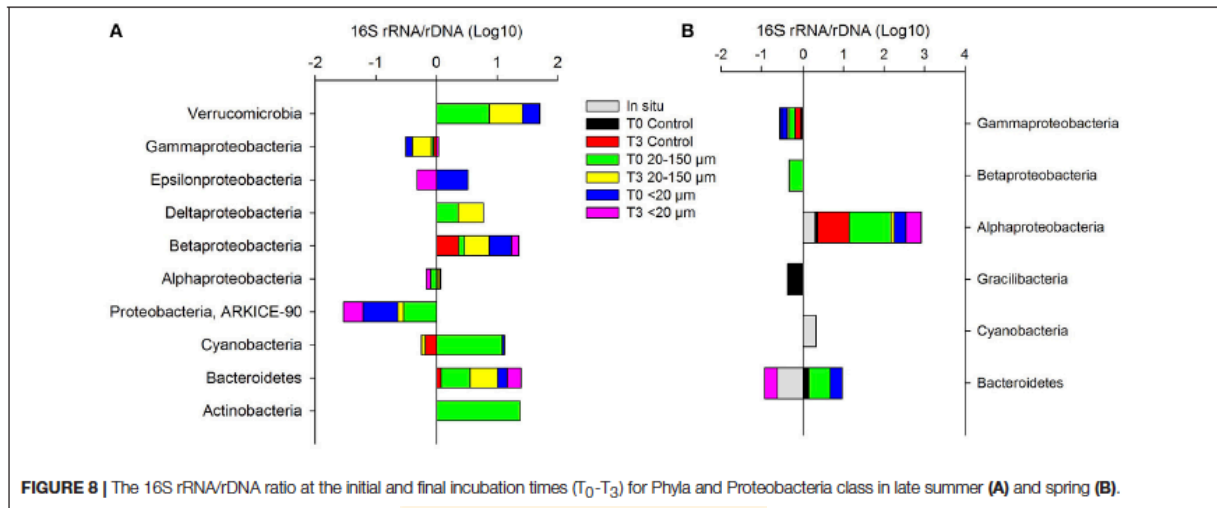 A
16S rRNA/rDNA (Log10)
-2 -1 0 1 2
Verrucomicrobia
Gammaproteobacteria
Epsilonproteobacteria
Deltaproteobacteria
Betaproteobacteria
Alphaproteobacteria
Proteobacteria, ARKICE-90
Cyanobacteria
Bacteroidetes
Actinobacteria
In situ
T0 Control
T3 Control
T0 20-150 μm
T3 20-150 μm
T0 <20 μm
T3 <20 μm
B
16S rRNA/rDNA (Log10)
-2 -1 0 1 2 3 4
Gammaproteobacteria
Betaproteobacteria
Alphaproteobacteria
Gracilibacteria
Cyanobacteria
Bacteroidetes
FIGURE 8 | The 16S rRNA/rDNA ratio at the initial and final incubation times (T0-T3) for Phyla and Proteobacteria class in late summer (A) and spring (B).